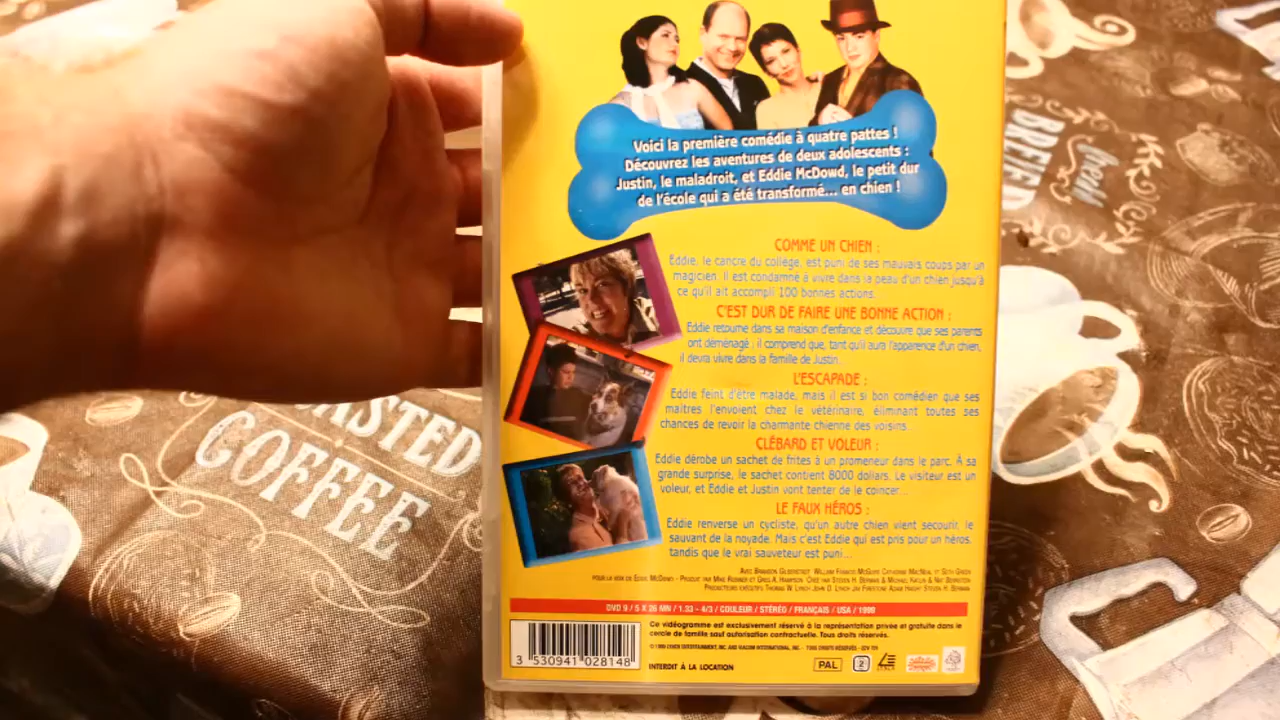 Voici la première comédie à quatre pattes !
Découvrez les aventures de deux adolescents :
Justin, le maladroit, et Eddie McDowd, le petit dur
de l'école qui a été transformé... en chien !
COMME UN CHIEN :
Eddie, le cancre du collège, est puni de ses mauvais coups par un
magicien. Il est condamné à vivre dans la peau d'un chien jusqu'à
ce qu'il ait accompli 100 bonnes actions.
C'EST DUR DE FAIRE UNE BONNE ACTION :
Eddie retourne dans sa maison d'enfance et découvre que ses parents
ont déménagé : il comprend que, tant qu'il aura l'apparence d'un chien,
il devra vivre dans la famille de Justin...
L'ESCAPADE :
Eddie feint d'être malade, mais il est si bon comédien que ses
maîtres l'envoient chez le vétérinaire, éliminant toutes ses
chances de revoir la charmante chienne des voisins...
CLÉBARD ET VOLEUR :
Eddie dérobe un sachet de frites à un promeneur dans le parc. À sa
grande surprise, le sachet contient 8000 dollars. Le visiteur est un
voleur, et Eddie et Justin vont tenter de le coincer...
LE FAUX HÉROS :
Eddie renverse un cycliste, qu'un autre chien vient secourir, le
sauvant de la noyade. Mais c'est Eddie qui est pris pour un héros,
tandis que le vrai sauveteur est puni...
DVD 9 / 5 X 26 MN / 1.33 - 4/3 / COULEUR / STÉRÉO / FRANÇAIS / USA / 1999
Ce vidéogramme est exclusivement réservé à la représentation privée et gratuite dans le
cercle de famille sauf autorisation contractuelle. Tous droits réservés.
INTERDIT À LA LOCATION
PAL
2
3 530941 028148
ROASTED
COFFEE
BREWED